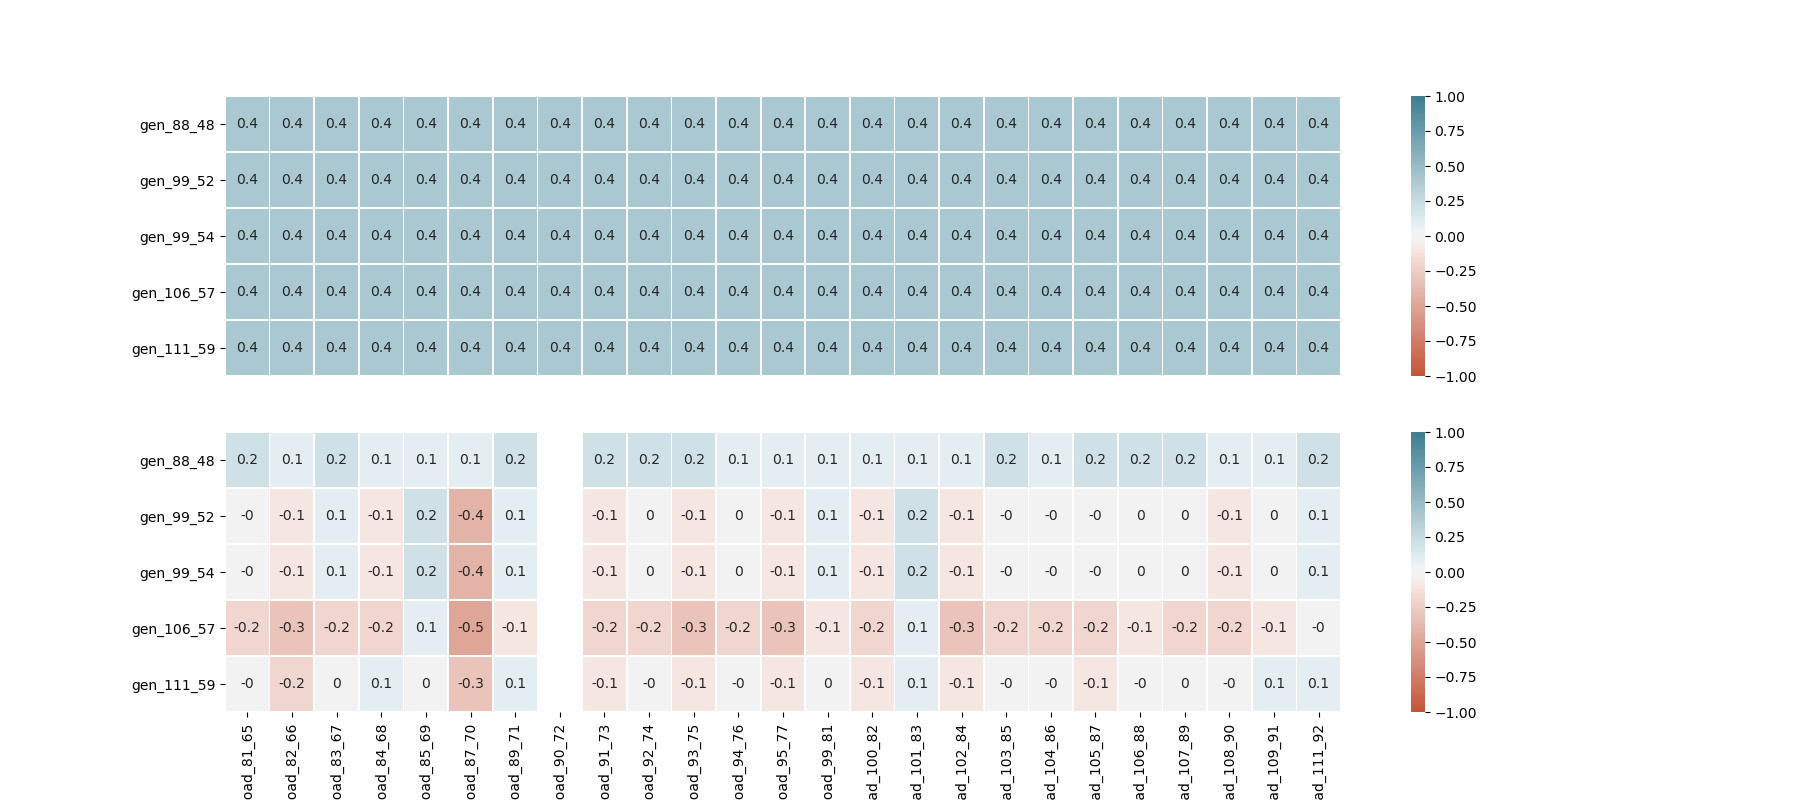 gen_88_48 0.4 0.4 0.4 0.4 0.4 0.4 0.4 0.4 0.4 0.4 0.4 0.4 0.4 0.4 0.4 0.4 0.4 0.4 0.4 0.4 0.4 0.4 0.4 0.4 0.4
gen_99_52 0.4 0.4 0.4 0.4 0.4 0.4 0.4 0.4 0.4 0.4 0.4 0.4 0.4 0.4 0.4 0.4 0.4 0.4 0.4 0.4 0.4 0.4 0.4 0.4 0.4
gen_99_54 0.4 0.4 0.4 0.4 0.4 0.4 0.4 0.4 0.4 0.4 0.4 0.4 0.4 0.4 0.4 0.4 0.4 0.4 0.4 0.4 0.4 0.4 0.4 0.4 0.4
gen_106_57 0.4 0.4 0.4 0.4 0.4 0.4 0.4 0.4 0.4 0.4 0.4 0.4 0.4 0.4 0.4 0.4 0.4 0.4 0.4 0.4 0.4 0.4 0.4 0.4 0.4
gen_111_59 0.4 0.4 0.4 0.4 0.4 0.4 0.4 0.4 0.4 0.4 0.4 0.4 0.4 0.4 0.4 0.4 0.4 0.4 0.4 0.4 0.4 0.4 0.4 0.4 0.4
1.00
0.75
0.50
0.25
0.00
−0.25
−0.50
−0.75
−1.00
gen_88_48 0.2 0.1 0.2 0.1 0.1 0.1 0.2 0.2 0.2 0.2 0.1 0.1 0.1 0.1 0.1 0.1 0.2 0.1 0.2 0.2 0.2 0.1 0.1 0.2
gen_99_52 -0 -0.1 0.1 -0.1 0.2 -0.4 0.1 -0.1 0 -0.1 0 -0.1 0.1 -0.1 0.2 -0.1 -0 -0 -0 0 0 -0.1 0 0.1
gen_99_54 -0 -0.1 0.1 -0.1 0.2 -0.4 0.1 -0.1 0 -0.1 0 -0.1 0.1 -0.1 0.2 -0.1 -0 -0 -0 0 0 -0.1 0 0.1
gen_106_57 -0.2 -0.3 -0.2 -0.2 0.1 -0.5 -0.1 -0.2 -0.2 -0.3 -0.2 -0.3 -0.1 -0.2 0.1 -0.3 -0.2 -0.2 -0.2 -0.1 -0.2 -0.2 -0.1 -0
gen_111_59 -0 -0.2 0 0.1 0 -0.3 0.1 -0.1 -0 -0.1 -0 -0.1 0 -0.1 0.1 -0.1 -0 -0 -0.1 -0 0 -0 0.1 0.1
1.00
0.75
0.50
0.25
0.00
−0.25
−0.50
−0.75
−1.00
oad_81_65
oad_82_66
oad_83_67
oad_84_68
oad_85_69
oad_87_70
oad_89_71
oad_90_72
oad_91_73
oad_92_74
oad_93_75
oad_94_76
oad_95_77
oad_99_81
ad_100_82
ad_101_83
ad_102_84
ad_103_85
ad_104_86
ad_105_87
ad_106_88
ad_107_89
ad_108_90
ad_109_91
ad_111_92